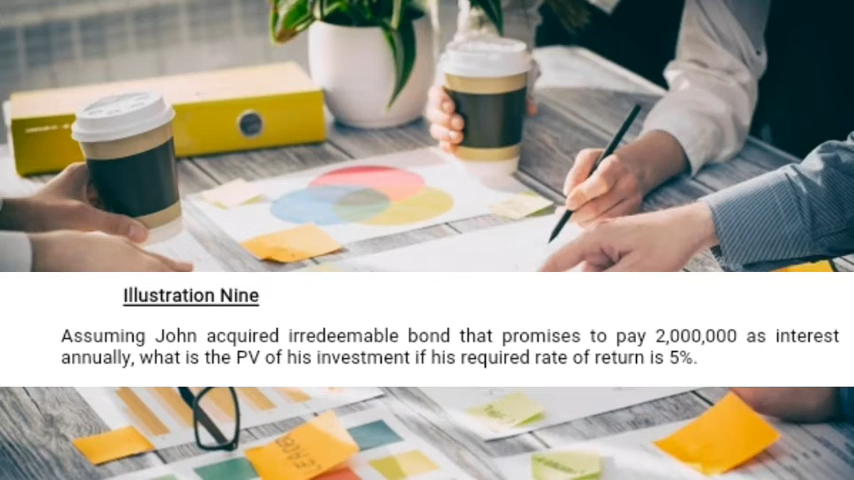 Illustration Nine
Assuming John acquired irredeemable bond that promises to pay 2,000,000 as interest
annually, what is the PV of his investment if his required rate of return is 5%.